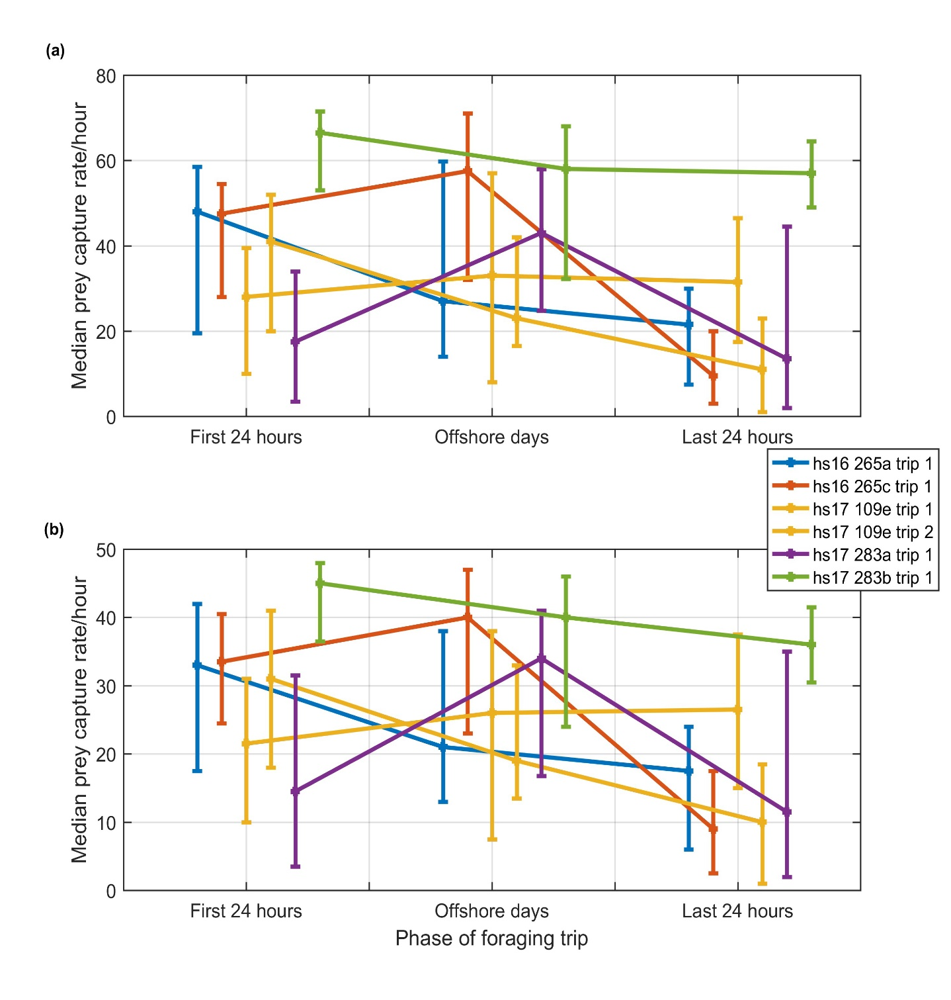 (a)
80
60
40
20
0
Median prey capture rate/hour
First 24 hours
Offshore days
Last 24 hours
hs16 265a trip 1
hs16 265c trip 1
hs17 109e trip 1
hs17 109e trip 2
hs17 283a trip 1
hs17 283b trip 1
(b)
50
40
30
20
10
0
Median prey capture rate/hour
First 24 hours
Offshore days
Last 24 hours
Phase of foraging trip